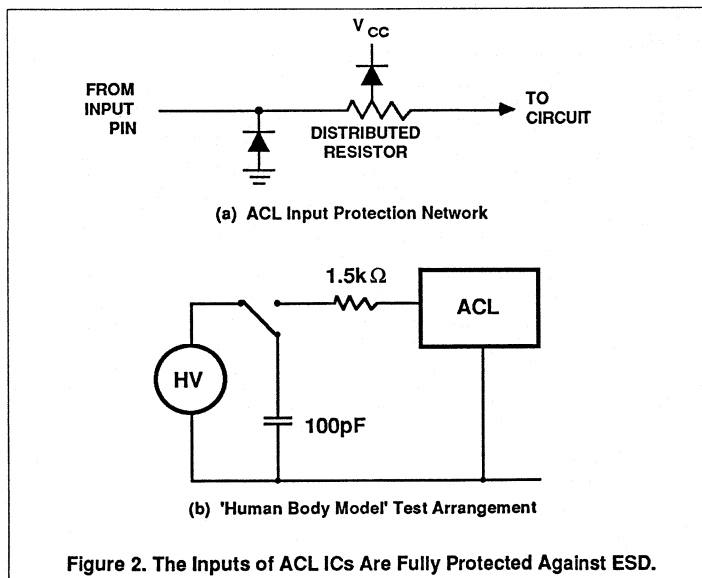 V CC
FROM
INPUT
PIN
TO
CIRCUIT
DISTRIBUTED
RESISTOR
(a) ACL Input Protection Network
1.5k Ω
ACL
HV
100pF
(b) 'Human Body Model' Test Arrangement
Figure 2. The Inputs of ACL ICs Are Fully Protected Against ESD.